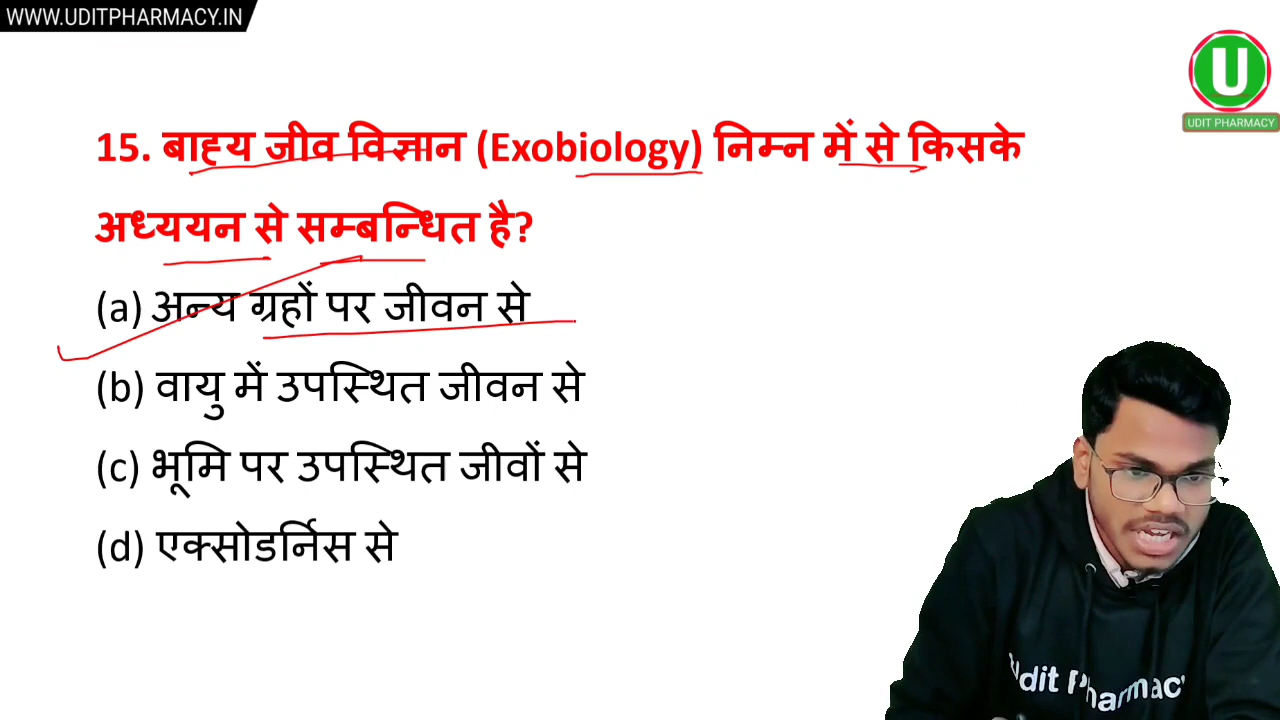 WWW.UDITPHARMACY.IN
U
UDIT PHARMACY
15. बाह्य जीव विज्ञान (Exobiology) निम्न में से किसके
अध्ययन से सम्बन्धित है?
(a) अन्य ग्रहों पर जीवन से
(b) वायु में उपस्थित जीवन से
(c) भूमि पर उपस्थित जीवों से
(d) एक्सोडर्निस से
Udit Pharmacy